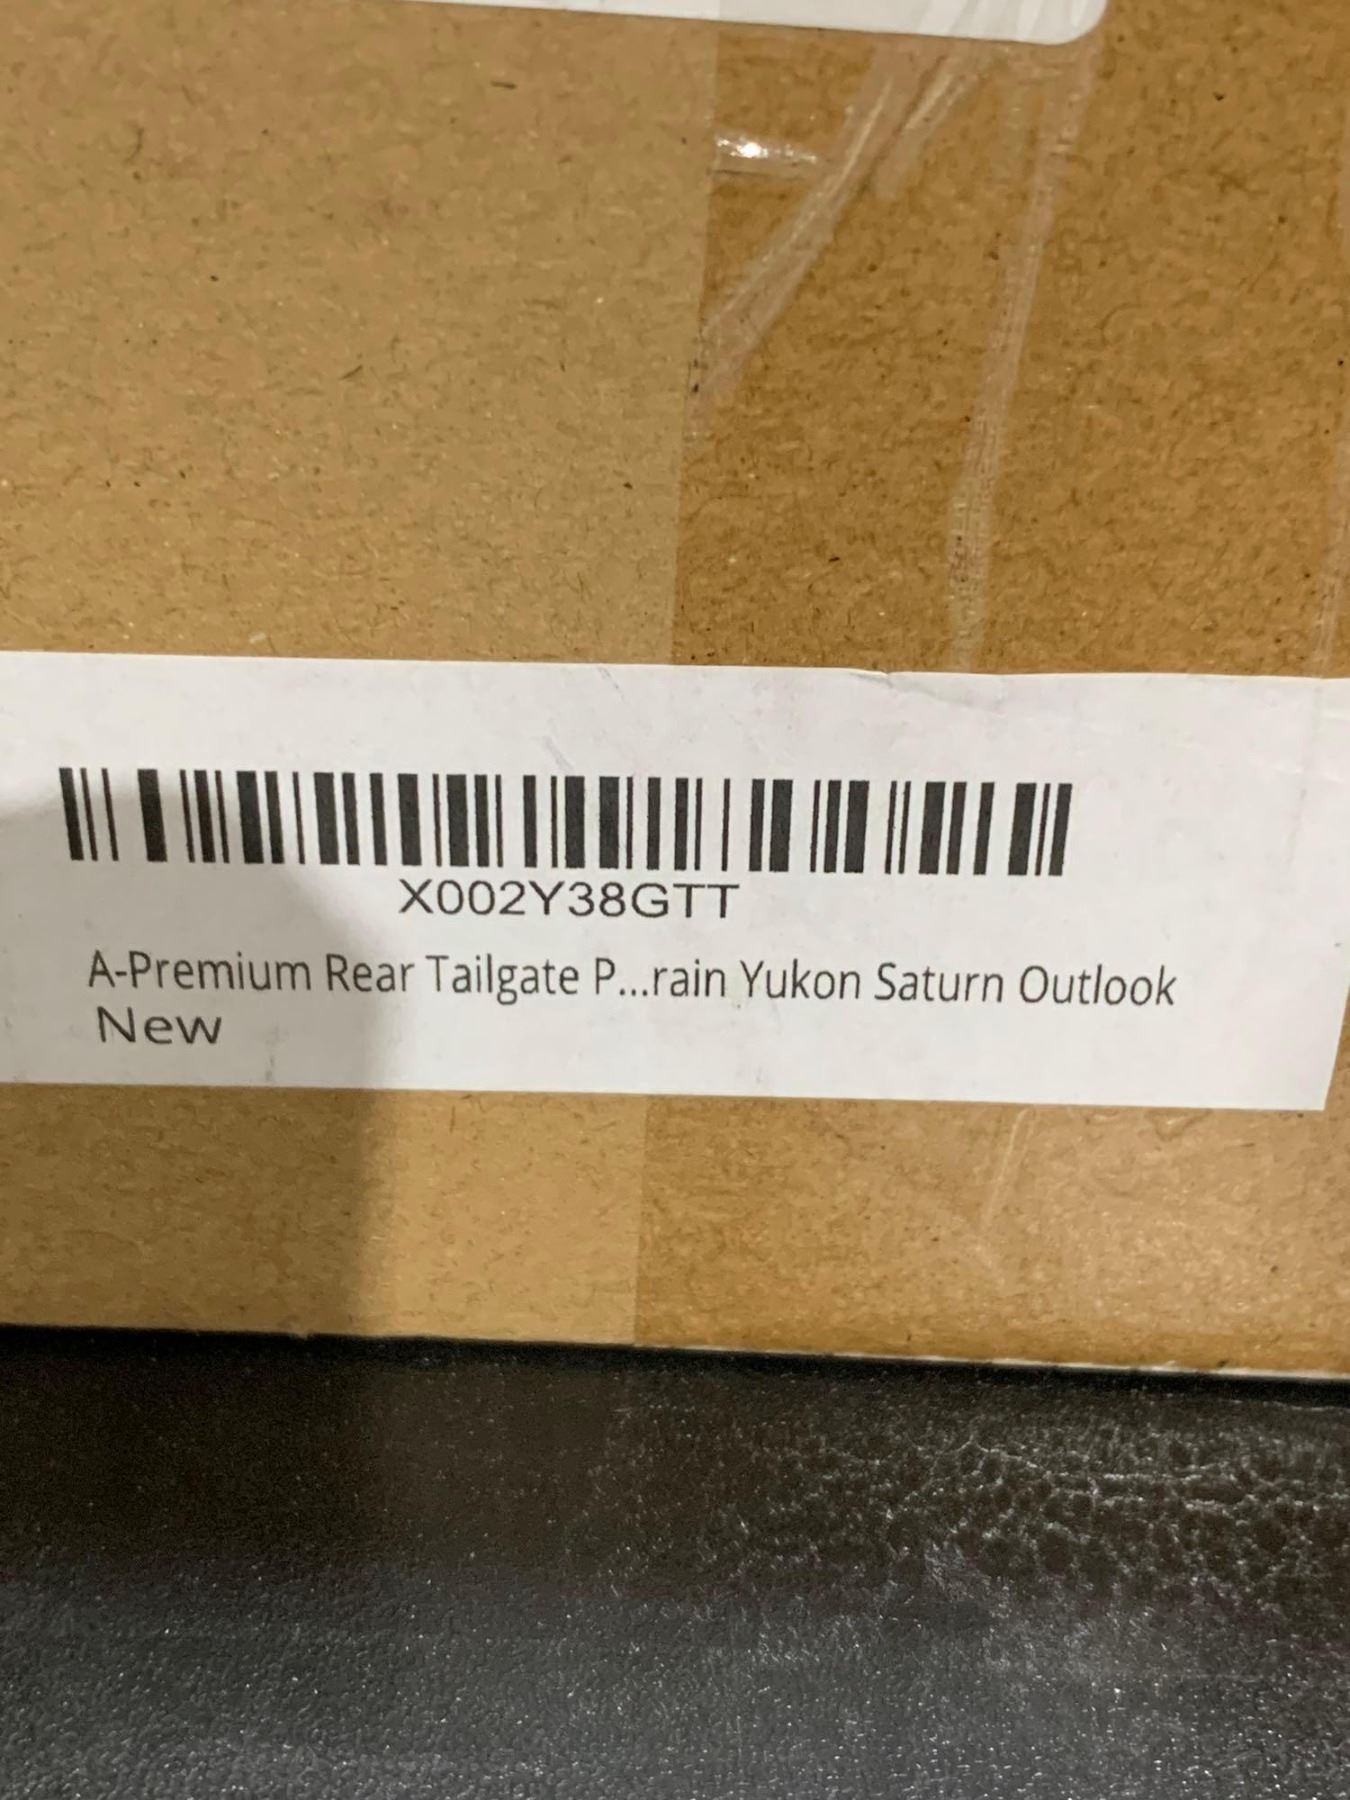 X002Y38GTT
A-Premium Rear Tailgate P...rain Yukon Saturn Outlook
New